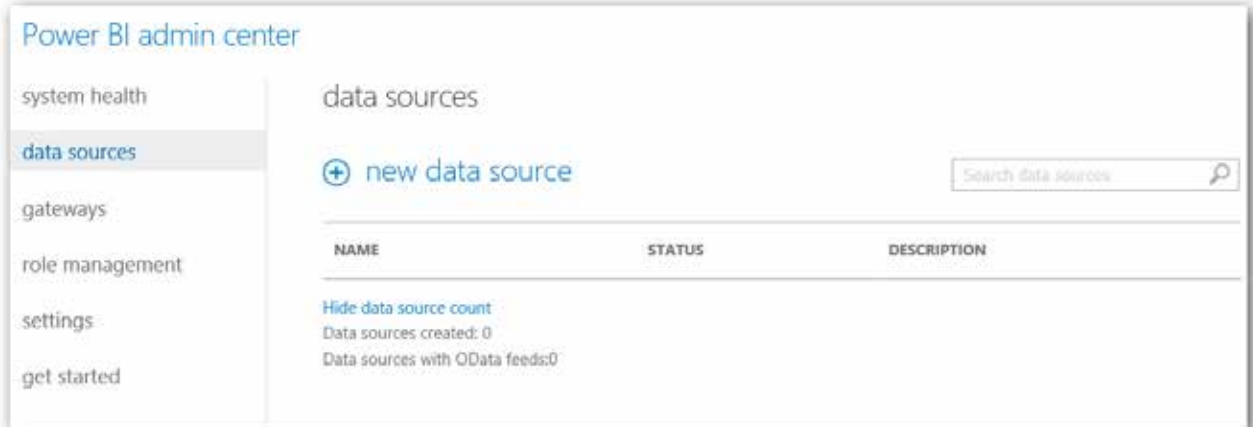 Power BI admin center
system health
data sources
gateways
role management
settings
get started
data sources
new data source
Search data sources
NAME STATUS DESCRIPTION
Hide data source count
Data sources created: 0
Data sources with OData feeds:0